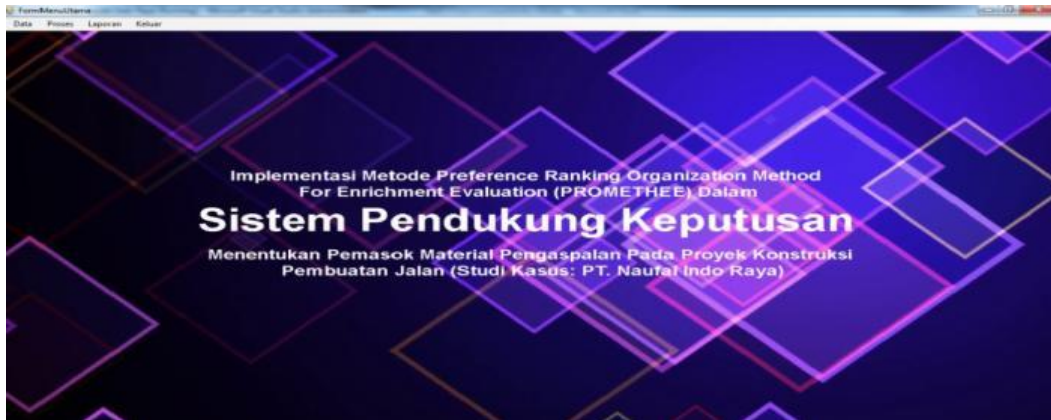 FormMenuUtama
Data Proses Laporan Keluar
Implementasi Metode Preference Ranking Organization Method
For Enrichment Evaluation (PROMETHEE) Dalam
Sistem Pendukung Keputusan
Menentukan Pemasok Material Pengaspalan Pada Proyek Konstruksi
Pembuatan Jalan (Studi Kasus: PT. Naufal Indo Raya)